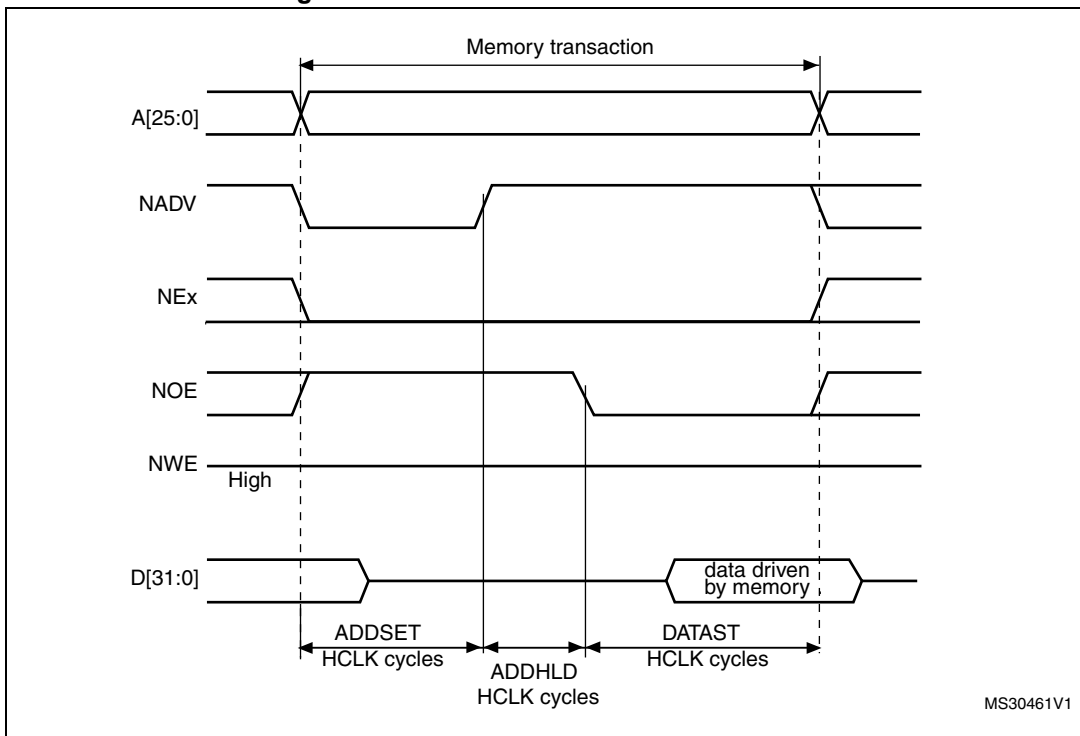 Memory transaction
A[25:0]
NADV
NEx
NOE
NWE
High
D[31:0]
data driven
by memory
ADDSET
HCLK cycles
ADDHLD
HCLK cycles
DATAST
HCLK cycles
MS30461V1